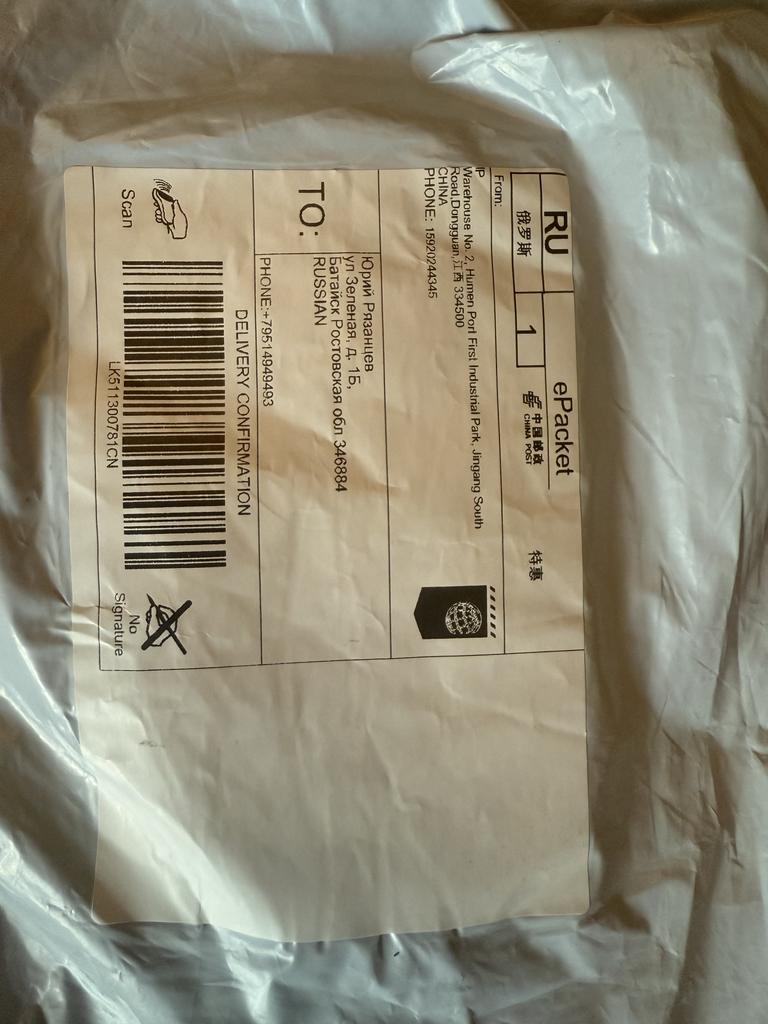 RU
ePacket
俄罗斯
1
中国邮政
CHINA POST
特惠
From:
IP
Warehouse No. 2, Humen Port First Industrial Park, Jingang South
Road,Dongguan,江西 334500
CHINA
PHONE: 15920244345
TO:
Юрий Рязанцев
ул Зеленая, д. 1Б,
Батайск Ростовская обл 346884
RUSSIAN
PHONE:+79514949493
DELIVERY CONFIRMATION
Scan
LK511300781CN
No
Signature